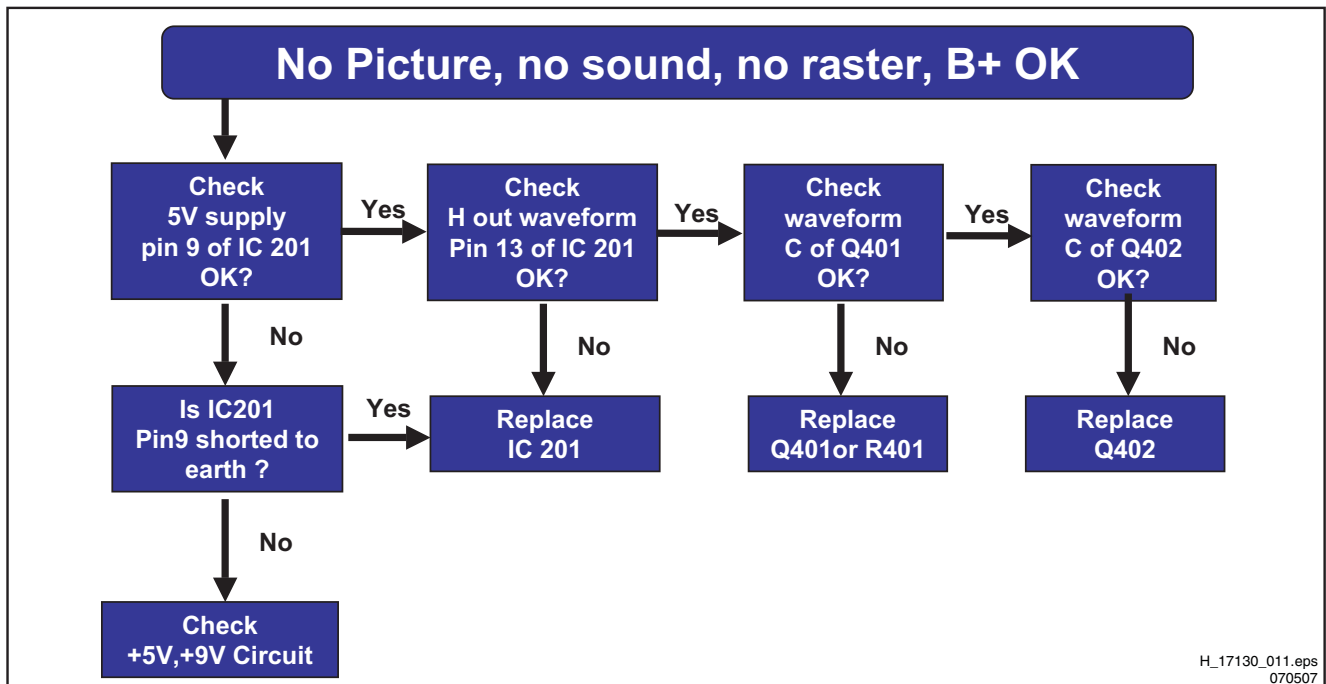 No Picture, no sound, no raster, B+ OK
Check
5V supply
pin 9 of IC 201
OK?
Yes
Check
H out waveform
Pin 13 of IC 201
OK?
Yes
Check
waveform
C of Q401
OK?
Yes
Check
waveform
C of Q402
OK?
No
No
No
No
Is IC201
Pin9 shorted to
earth ?
Yes
Replace
IC 201
Replace
Q401or R401
Replace
Q402
No
Check
+5V,+9V Circuit
H_17130_011.eps
070507